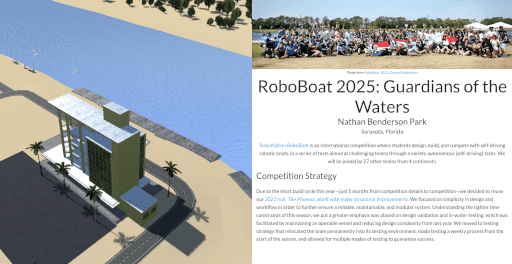 Photo from RoboBoat 2025: Green Exploration
RoboBoat 2025: Guardians of the
Waters
Nathan Benderson Park
Sarasota, Florida
RoboNation RoboBoat is an international competition where students design, build, and compete with self-driving
robotic boats, in a series of tests aimed at challenging teams through a variety autonomous (self-driving) tasks. We
will be joined by 27 other teams from 4 continents.
Competition Strategy
Due to the short build cycle this year—just 5 months from competition details to competition—we decided to reuse
our 2023 hull, The Phoenix, albeit with major structural improvements. We focused on simplicity in design and
workflow in order to further ensure a reliable, maintainable, and modular system. Understanding the tighter time
constraints of this season, we put a greater emphasis was placed on design validation and in-water testing, which was
facilitated by maintaining an operable vessel and reducing design complexity from last year. We moved to testing
strategy that relocated the team permanently into its testing environment, made testing a weekly process from the
start of the season, and allowed for multiple modes of testing to guarantee success.